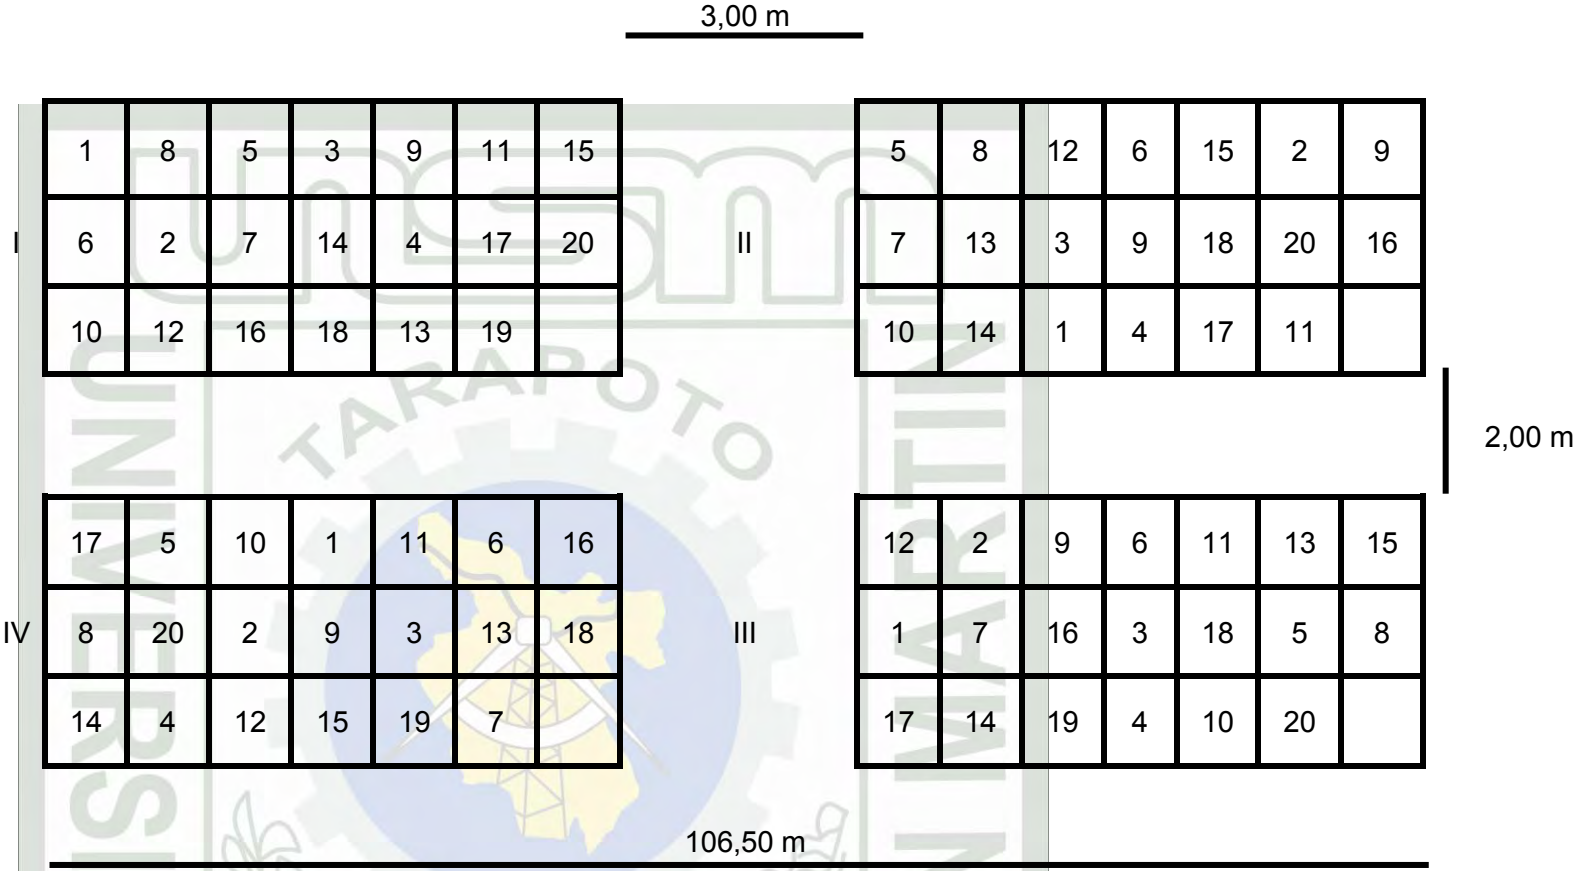 3,00 m
1 8 5 3 9 11 15 5 8 12 6 15 2 9
I 6 2 7 14 4 17 20 II 7 13 3 9 18 20 16
10 12 16 18 13 19 10 14 1 4 17 11
TARAPOTO
2,00 m
17 5 10 1 11 6 16 12 2 9 6 11 13 15
IV 8 20 2 9 3 13 18 III 1 7 16 3 18 5 8
14 4 12 15 19 7 17 14 19 4 10 20
106,50 m
unsm
UNIVERSI
N MARTIN